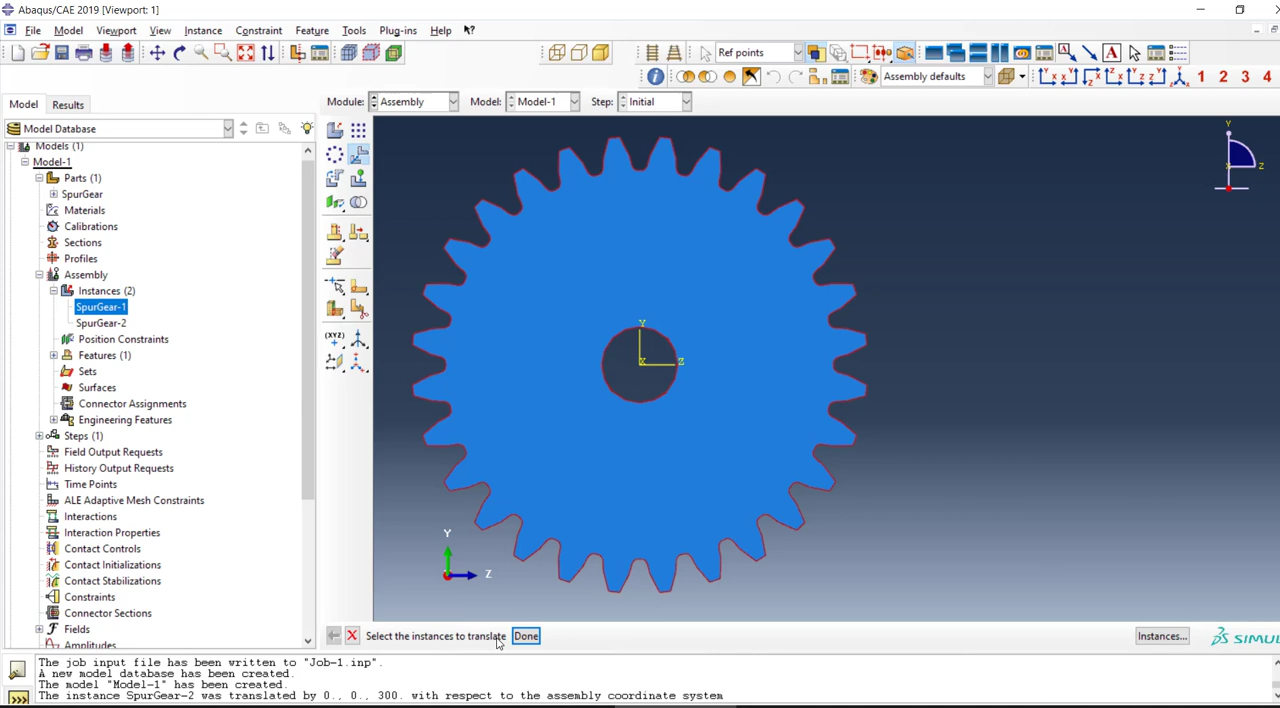 Abaqus/CAE 2019 [Viewport: 1]
File Model Viewport View Instance Constraint Feature Tools Plug-ins Help
Ref points
Assembly defaults
1 2 3 4
Model Results
Module: Assembly Model: Model-1 Step: Initial
Model Database
Models (1)
Model-1
Parts (1)
SpurGear
Materials
Calibrations
Sections
Profiles
Assembly
Instances (2)
SpurGear-1
SpurGear-2
Position Constraints
Features (1)
Sets
Surfaces
Connector Assignments
Engineering Features
Steps (1)
Field Output Requests
History Output Requests
Time Points
ALE Adaptive Mesh Constraints
Interactions
Interaction Properties
Contact Controls
Contact Initializations
Contact Stabilizations
Constraints
Connector Sections
Fields
Amplitudes
(XYZ)
Y
X Z
Y
X Z
Y
Z
Select the instances to translate Done Instances...
SIMU
The job input file has been written to "Job-1.inp".
A new model database has been created.
The model "Model-1" has been created.
The instance SpurGear-2 was translated by 0., 0., 300. with respect to the assembly coordinate system